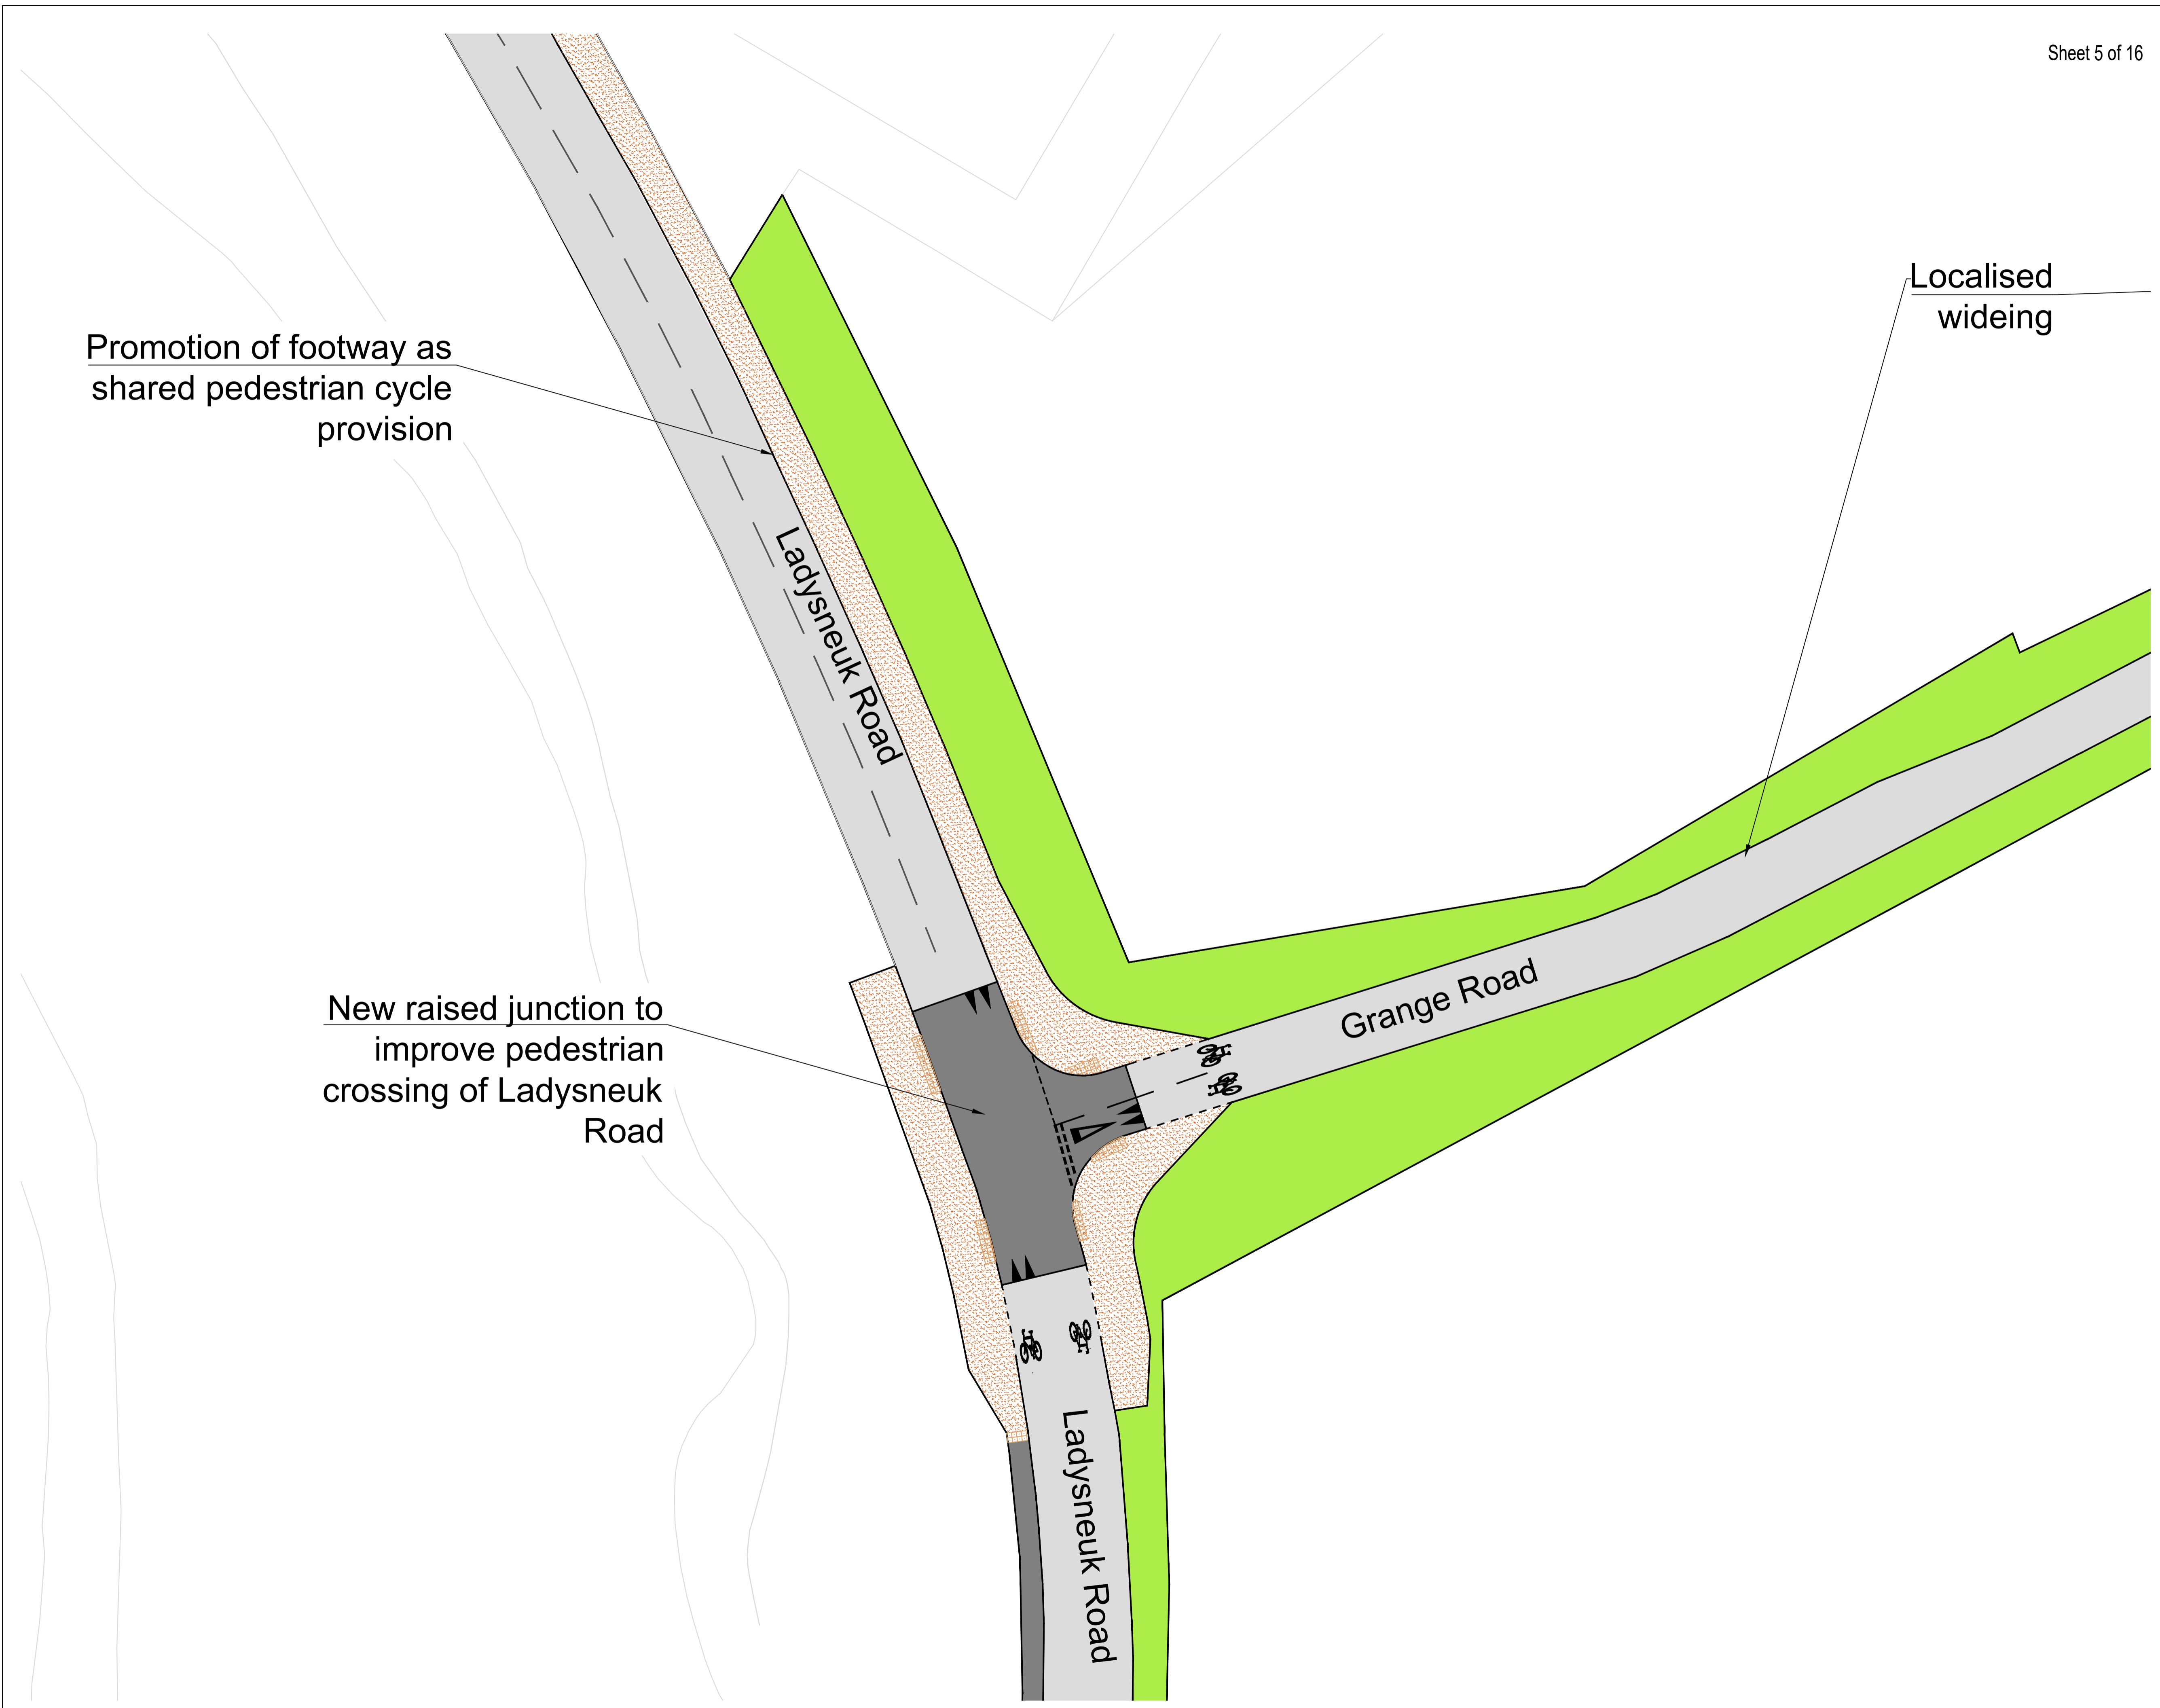 Sheet 5 of 16
Localised
wideing
Promotion of footway as
shared pedestrian cycle
provision
Ladysneuk Road
New raised junction to
improve pedestrian
crossing of Ladysneuk
Road
Grange Road
Ladysneuk Road